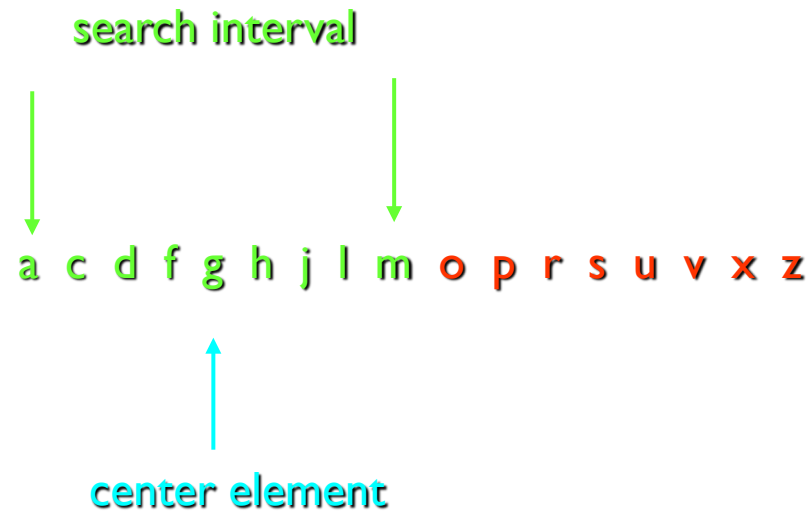 search interval
a c d f g h j l m o p r s u v x z
center element